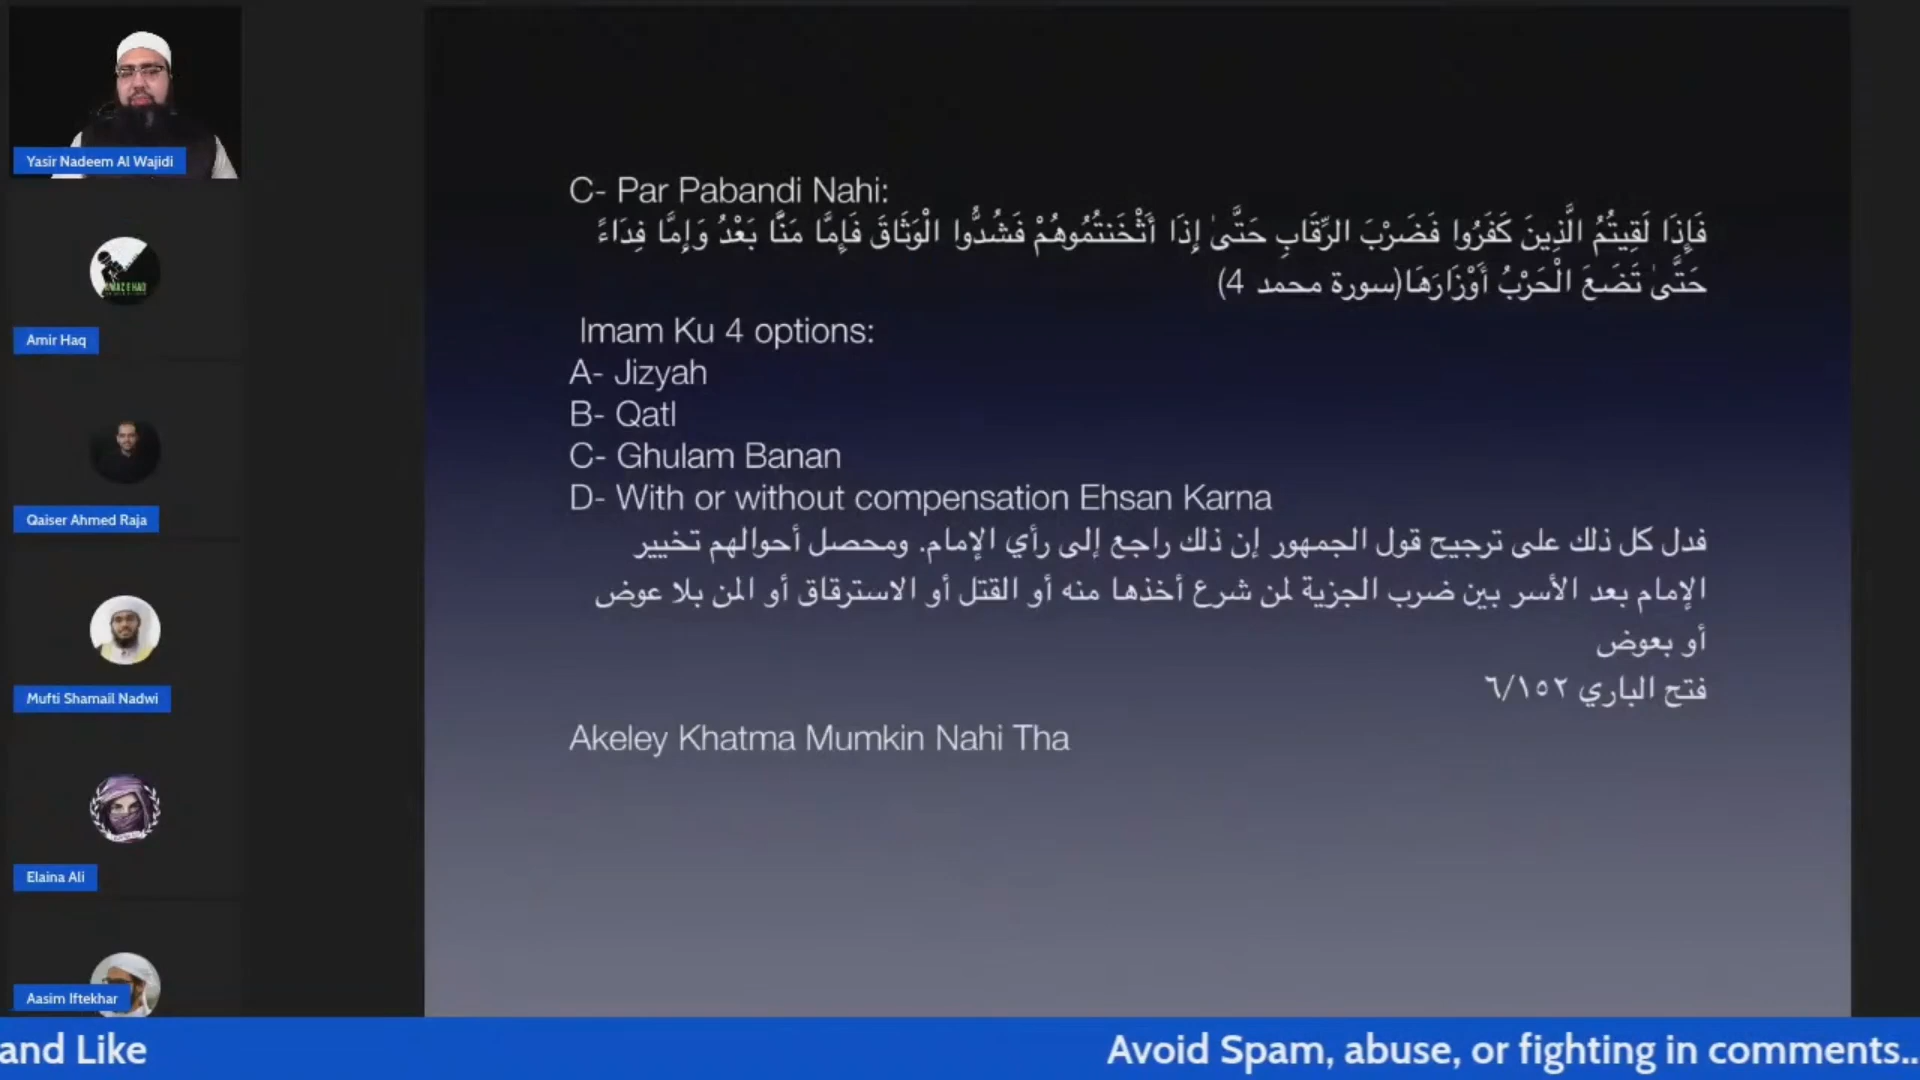 Yasir Nadeem Al Wajidi
Amir Haq
Qaiser Ahmed Raja
Mufti Shamail Nadwi
Elaina Ali
Aasim Iftekhar
C- Par Pabandi Nahi:
فَإِذَا لَقِيتُمُ الَّذِينَ كَفَرُوا فَضَرْبَ الرِّقَابِ حَتَّىٰ إِذَا أَثْخَنتُمُوهُمْ فَشُدُّوا الْوَثَاقَ فَإِمَّا مَنًّا بَعْدُ وَإِمَّا فِدَاءً
حَتَّىٰ تَضَعَ الْحَرْبُ أَوْزَارَهَا(سورة محمد 4)
Imam Ku 4 options:
A- Jizyah
B- Qatl
C- Ghulam Banan
D- With or without compensation Ehsan Karna
فدل كل ذلك على ترجيح قول الجمهور إن ذلك راجع إلى رأي الإمام. ومحصل أحوالهم تخيير
الإمام بعد الأسر بين ضرب الجزية لمن شرع أخذها منه أو القتل أو الاسترقاق أو المن بلا عوض
أو بعوض
فتح الباري ٦/١٥٢
Akeley Khatma Mumkin Nahi Tha
and Like
Avoid Spam, abuse, or fighting in comments..